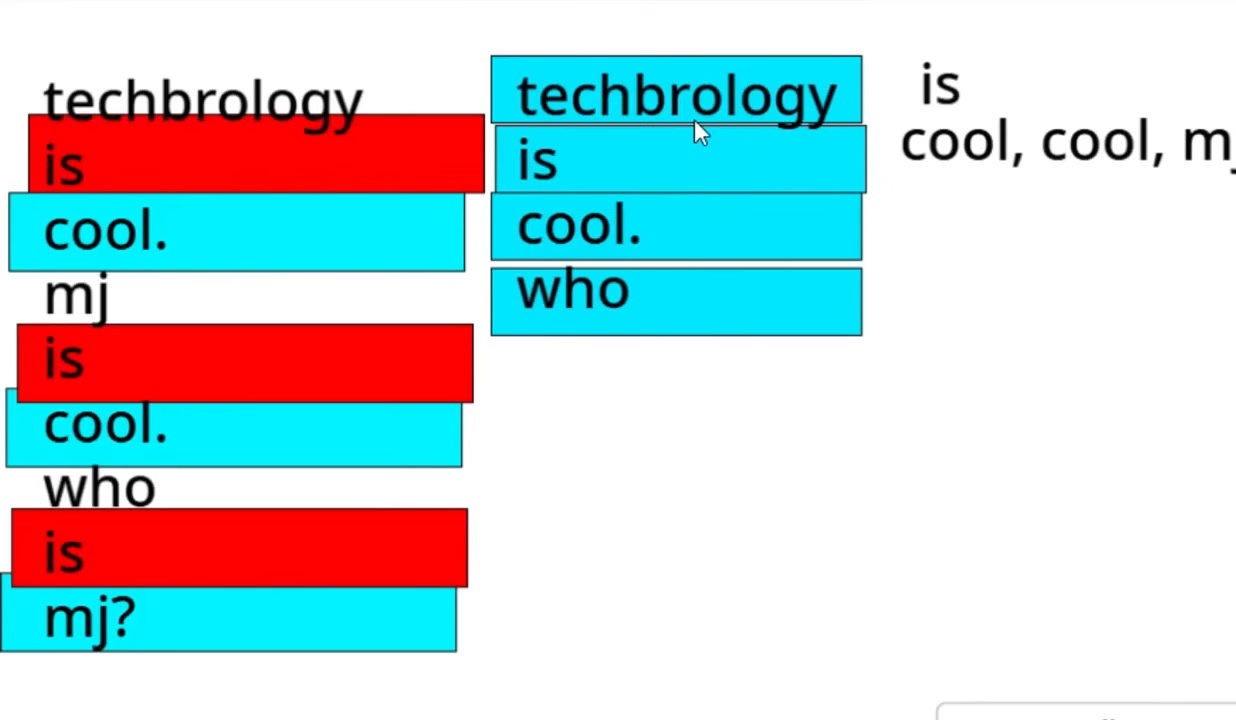 techbrology
is
cool.
mj
is
cool.
who
is
mj?
techbrology
is
cool.
who
is
cool, cool,